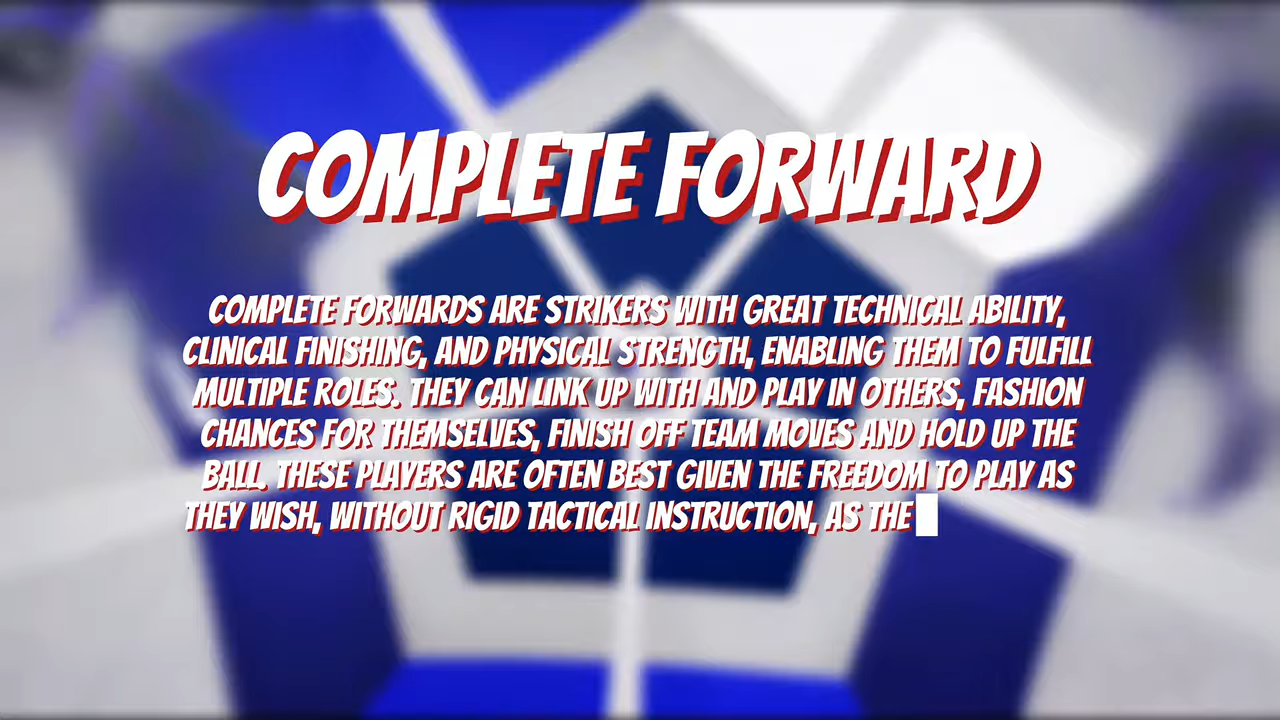 COMPLETE FORWARD
COMPLETE FORWARDS ARE STRIKERS WITH GREAT TECHNICAL ABILITY,
CLINICAL FINISHING, AND PHYSICAL STRENGTH, ENABLING THEM TO FULFILL
MULTIPLE ROLES. THEY CAN LINK UP WITH AND PLAY IN OTHERS, FASHION
CHANCES FOR THEMSELVES, FINISH OFF TEAM MOVES AND HOLD UP THE
BALL. THESE PLAYERS ARE OFTEN BEST GIVEN THE FREEDOM TO PLAY AS
THEY WISH, WITHOUT RIGID TACTICAL INSTRUCTION, AS THE